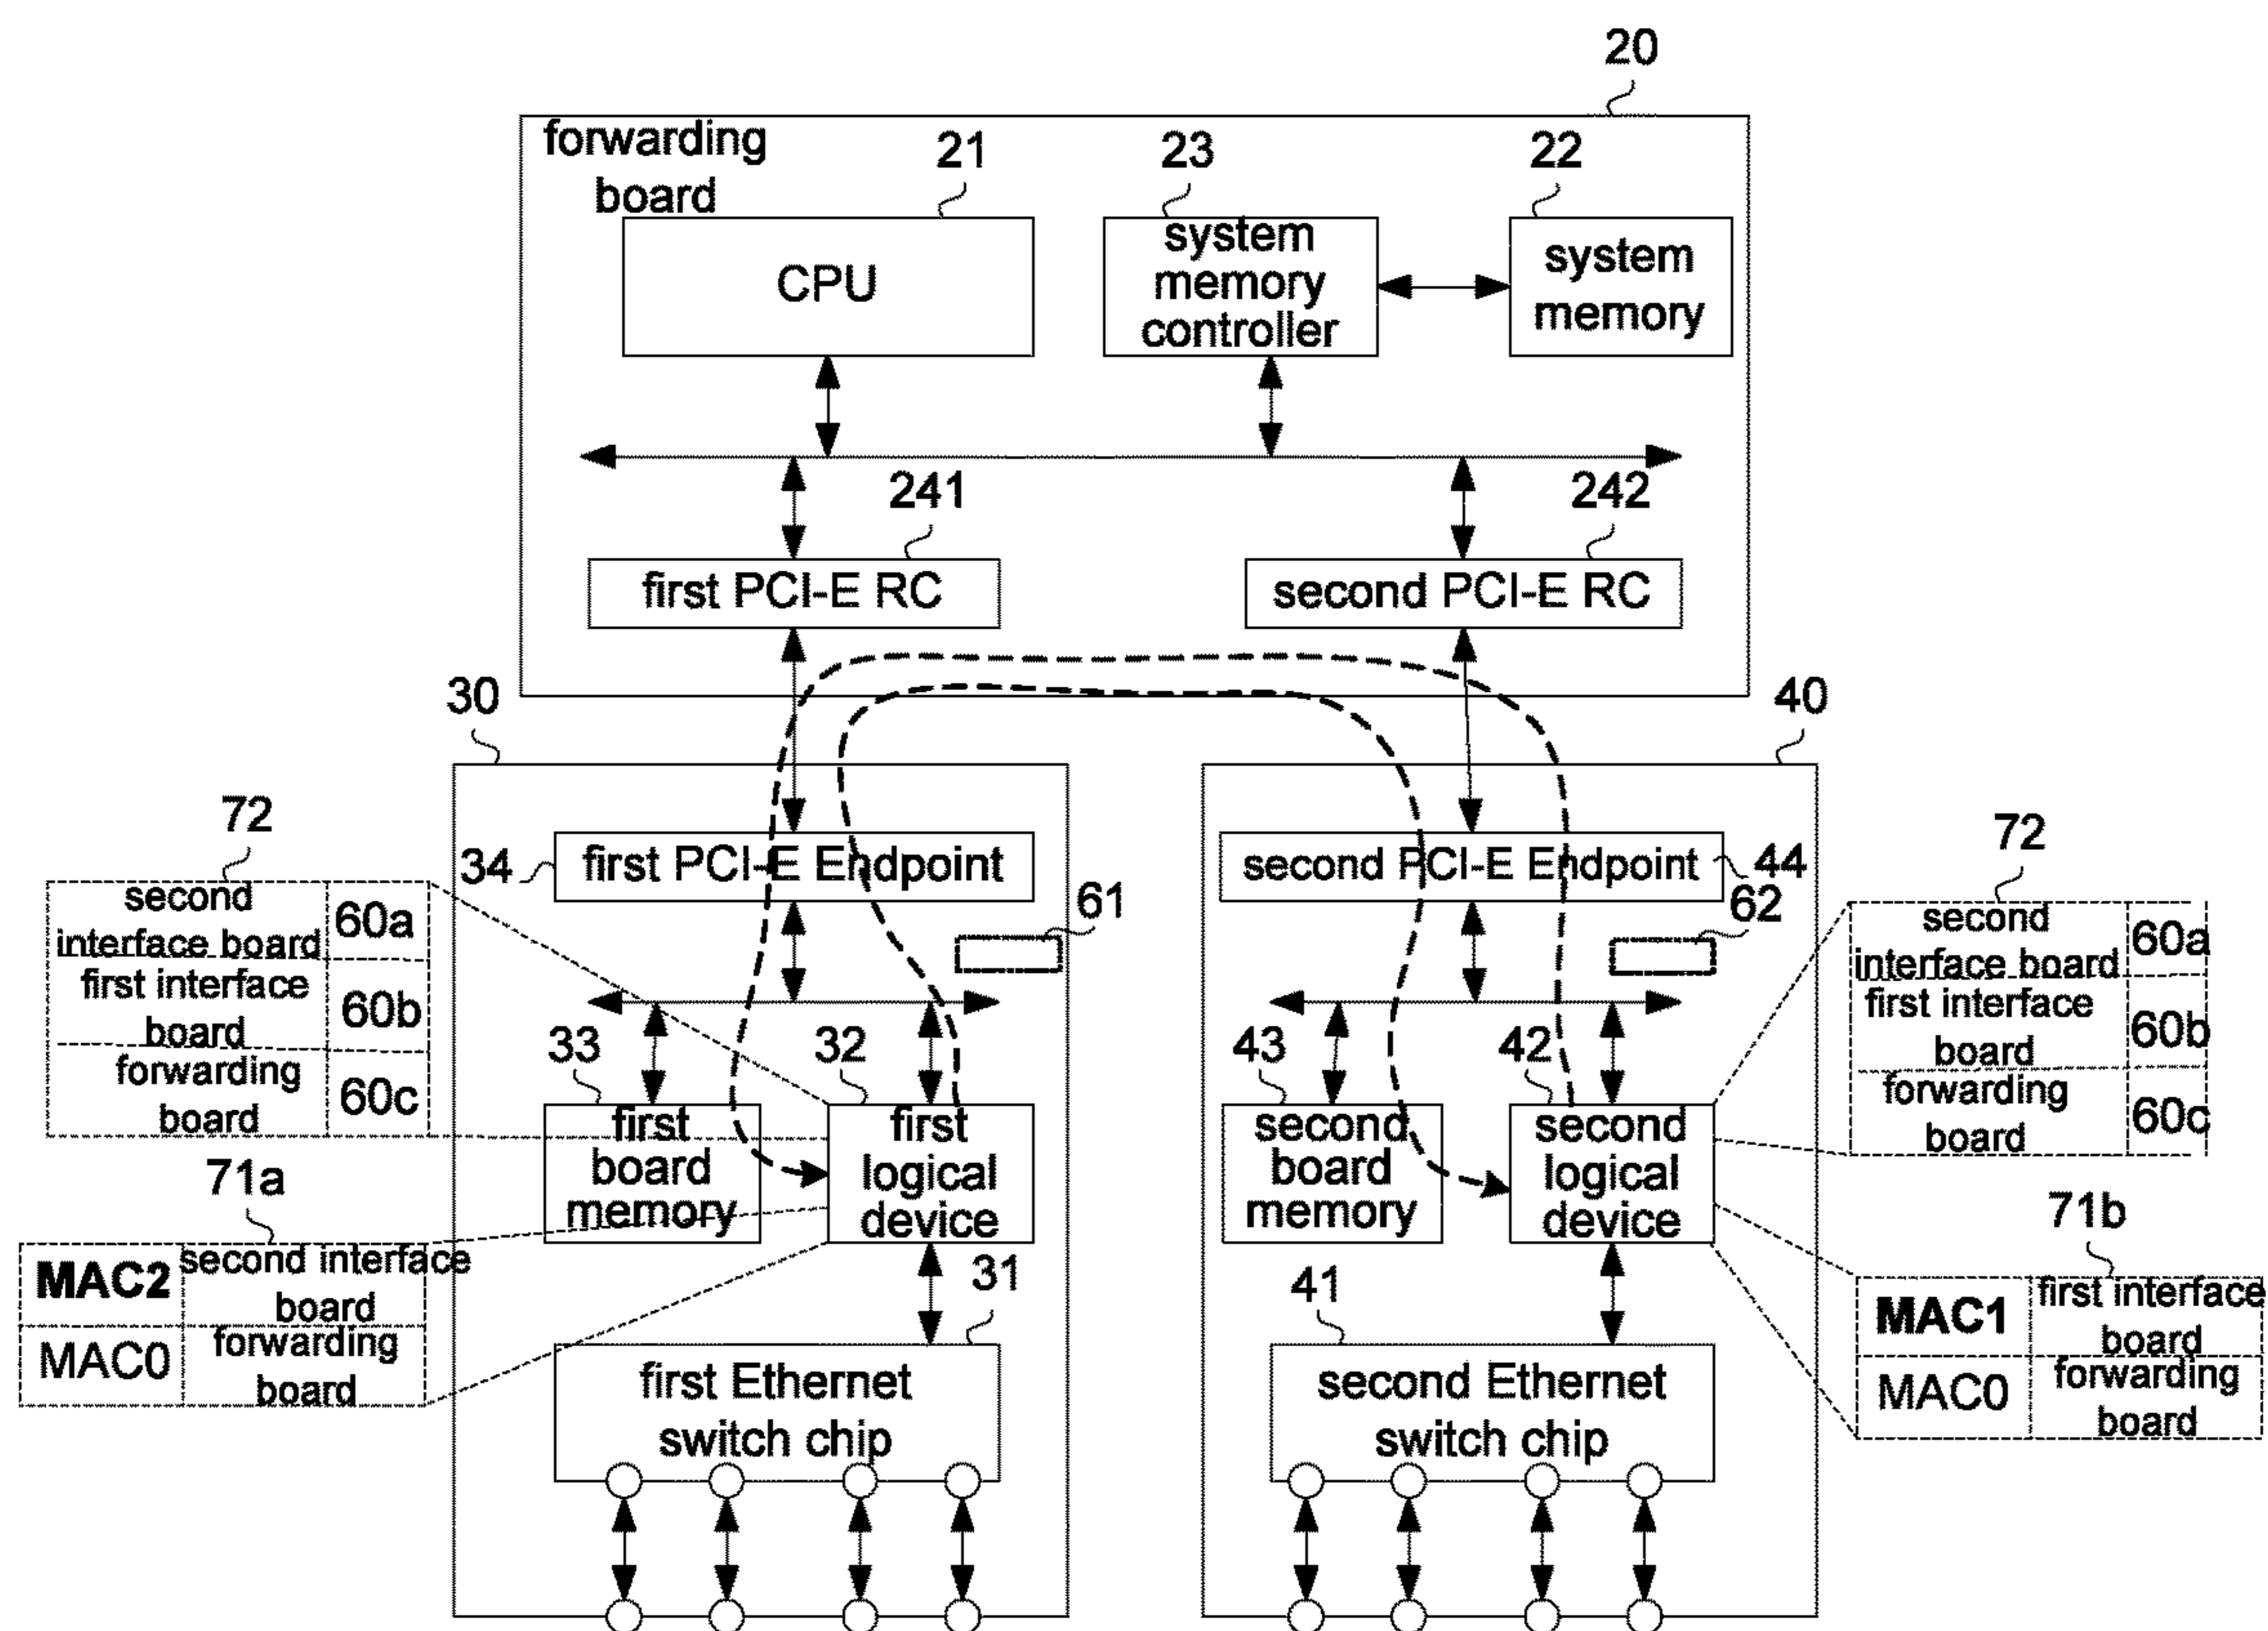 20
forwarding
board
21
23
22
CPU
system
memory
controller
system
memory
241
242
first PCI-E RC
second PCI-E RC
30
40
72
34
first PCI-E Endpoint
61
second PCI-E Endpoint
44
62
72
second
interface board
60a
first interface
board
60b
forwarding
board
60c
33
32
first
board
memory
first
logical
device
43
42
second
board
memory
second
logical
device
second
interface board
60a
first interface
board
60b
forwarding
board
60c
71a
MAC2
second interface
board
MAC0
forwarding
board
31
first Ethernet
switch chip
41
second Ethernet
switch chip
71b
MAC1
first interface
board
MAC0
forwarding
board